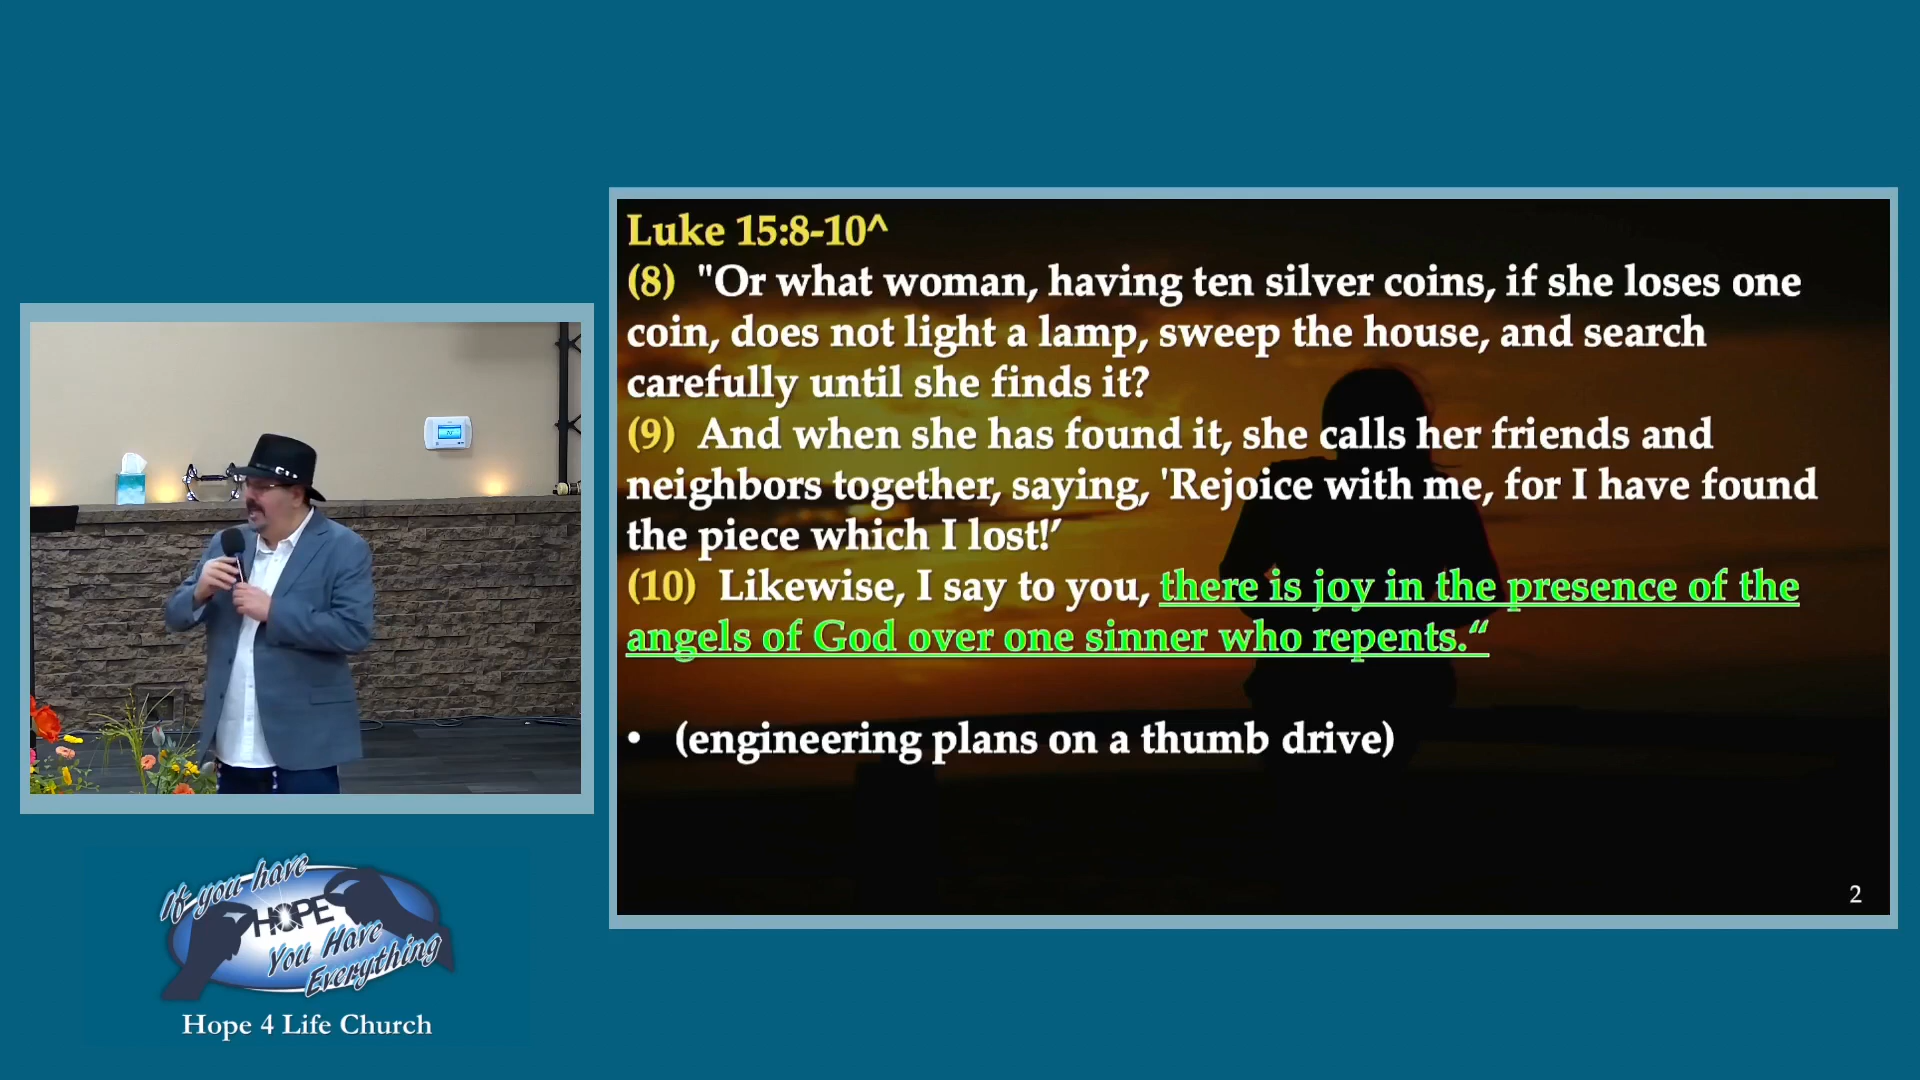 Luke 15:8-10^
(8) "Or what woman, having ten silver coins, if she loses one
coin, does not light a lamp, sweep the house, and search
carefully until she finds it?
(9) And when she has found it, she calls her friends and
neighbors together, saying, 'Rejoice with me, for I have found
the piece which I lost!’
(10) Likewise, I say to you, there is joy in the presence of the
angels of God over one sinner who repents.“
• (engineering plans on a thumb drive)
2
If you have
HOPE
You Have
Everything
Hope 4 Life Church